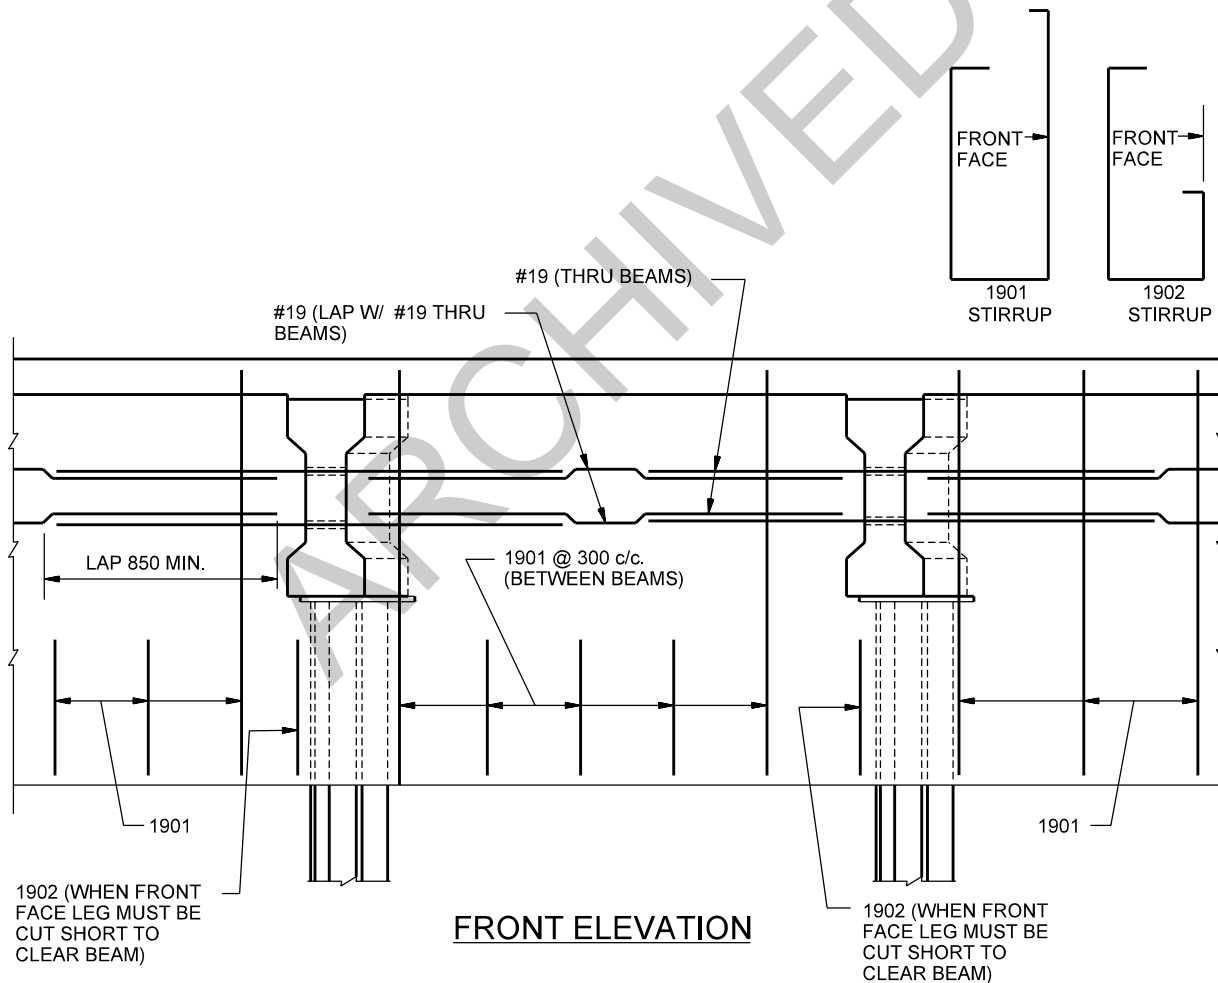 FRONT
FACE
1901
STIRRUP
FRONT
FACE
1902
STIRRUP
#19 (THRU BEAMS)
#19 (LAP W/ #19 THRU
BEAMS)
LAP 850 MIN.
1901 @ 300 c/c.
(BETWEEN BEAMS)
1901
1901
1902 (WHEN FRONT
FACE LEG MUST BE
CUT SHORT TO
CLEAR BEAM)
1902 (WHEN FRONT
FACE LEG MUST BE
CUT SHORT TO
CLEAR BEAM)
FRONT ELEVATION
ARCHIVED